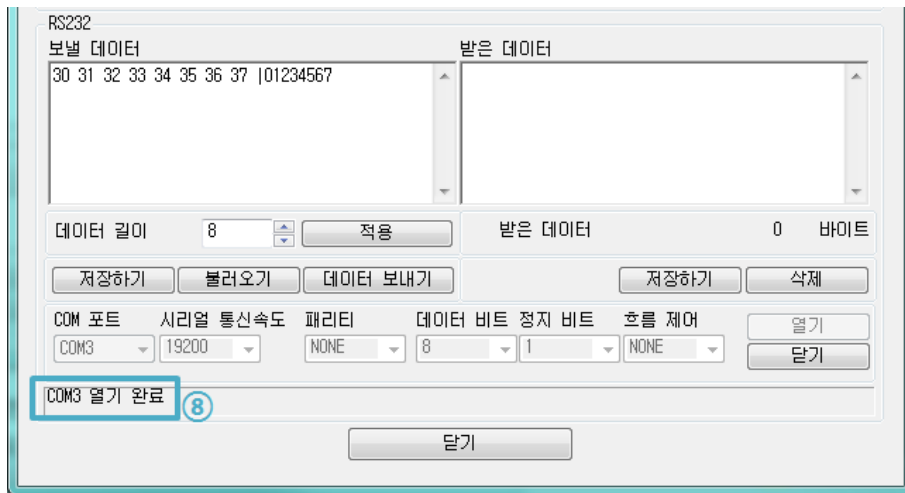 RS232
보낼 데이터 받은 데이터
30 31 32 33 34 35 36 37 |01234567
데이터 길이 8 적용 받은 데이터 0 바이트
저장하기 불러오기 데이터 보내기 저장하기 삭제
COM 포트 시리얼 통신속도 패리티 데이터 비트 정지 비트 흐름 제어 열기
COM3 19200 NONE 8 1 NONE 닫기
COM3 열기 완료 ⑧
닫기